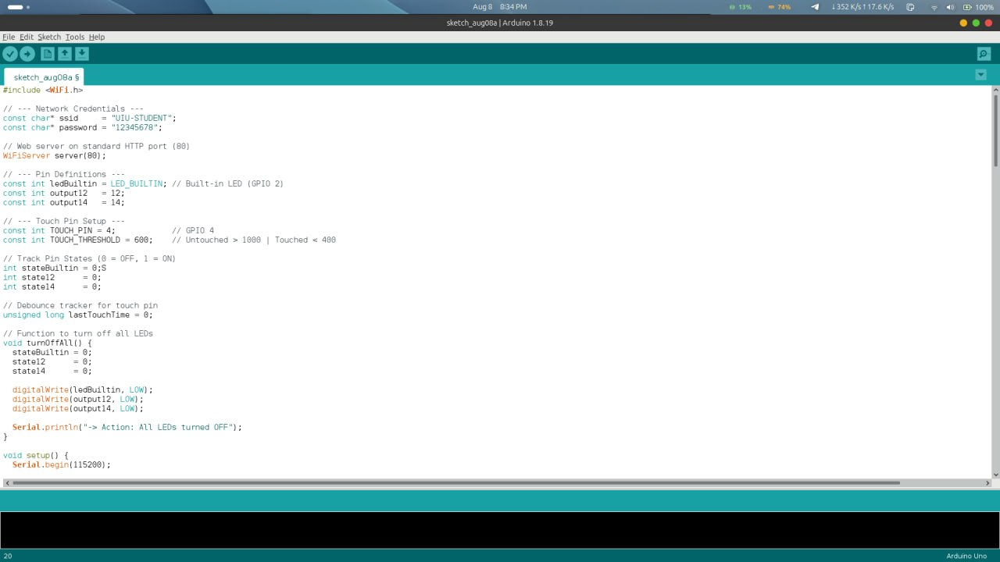 Aug 8 8:34 PM
13%
74%
↓352 K/s↑17.6 K/s
100%
sketch_aug08a | Arduino 1.8.19
File Edit Sketch Tools Help
sketch_aug08a §
#include <WiFi.h>
// --- Network Credentials ---
const char* ssid     = "UIU-STUDENT";
const char* password = "12345678";
// Web server on standard HTTP port (80)
WiFiServer server(80);
// --- Pin Definitions ---
const int ledBuiltin = LED_BUILTIN; // Built-in LED (GPIO 2)
const int output12   = 12;
const int output14   = 14;
// --- Touch Pin Setup ---
const int TOUCH_PIN = 4;            // GPIO 4
const int TOUCH_THRESHOLD = 600;    // Untouched > 1000 | Touched < 400
// Track Pin States (0 = OFF, 1 = ON)
int stateBuiltin = 0;S
int state12      = 0;
int state14      = 0;
// Debounce tracker for touch pin
unsigned long lastTouchTime = 0;
// Function to turn off all LEDs
void turnOffAll() {
  stateBuiltin = 0;
  state12      = 0;
  state14      = 0;
  digitalWrite(ledBuiltin, LOW);
  digitalWrite(output12, LOW);
  digitalWrite(output14, LOW);
  Serial.println("-> Action: All LEDs turned OFF");
}
void setup() {
  Serial.begin(115200);
20
Arduino Uno